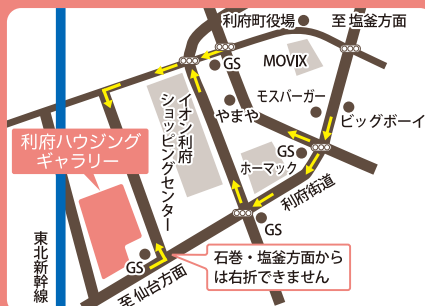 利府町役場
至 塩釜方面
GS
MOVIX
モスバーガー
やまや
ビッグボーイ
イオン利府
ショッピングセンター
利府ハウジング
ギャラリー
GS
ホーマック
利府街道
GS
東北新幹線
GS
至 仙台方面
石巻・塩釜方面から
は右折できません